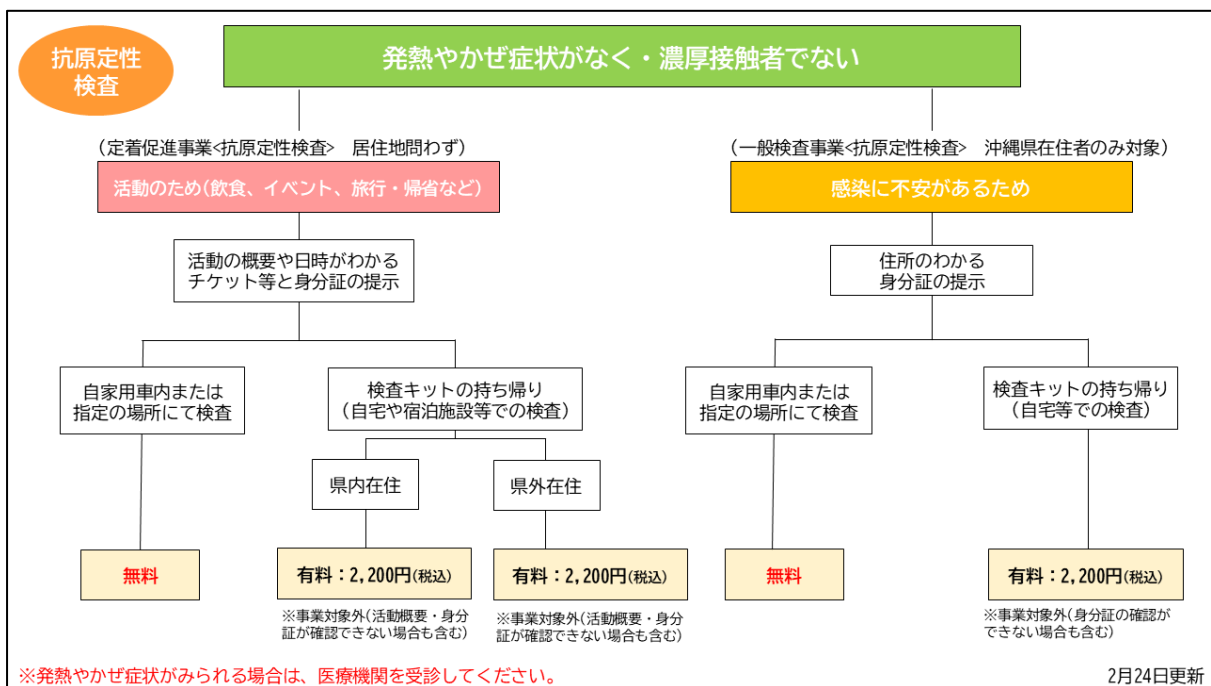 抗原定性
検査
発熱やかぜ症状がなく・濃厚接触者でない
(定着促進事業<抗原定性検査>　居住地問わず)
活動のため(飲食、イベント、旅行・帰省など)
活動の概要や日時がわかる
チケット等と身分証の提示
自家用車内または
指定の場所にて検査
検査キットの持ち帰り
(自宅や宿泊施設等での検査)
県内在住
県外在住
無料
有料：2,200円(税込)
※事業対象外(活動概要・身分
証が確認できない場合も含む)
有料：2,200円(税込)
※事業対象外(活動概要・身分
証が確認できない場合も含む)
(一般検査事業<抗原定性検査>　沖縄県在住者のみ対象)
感染に不安があるため
住所のわかる
身分証の提示
自家用車内または
指定の場所にて検査
検査キットの持ち帰り
(自宅等での検査)
無料
有料：2,200円(税込)
※事業対象外(身分証の確認が
できない場合も含む)
※発熱やかぜ症状がみられる場合は、医療機関を受診してください。
2月24日更新